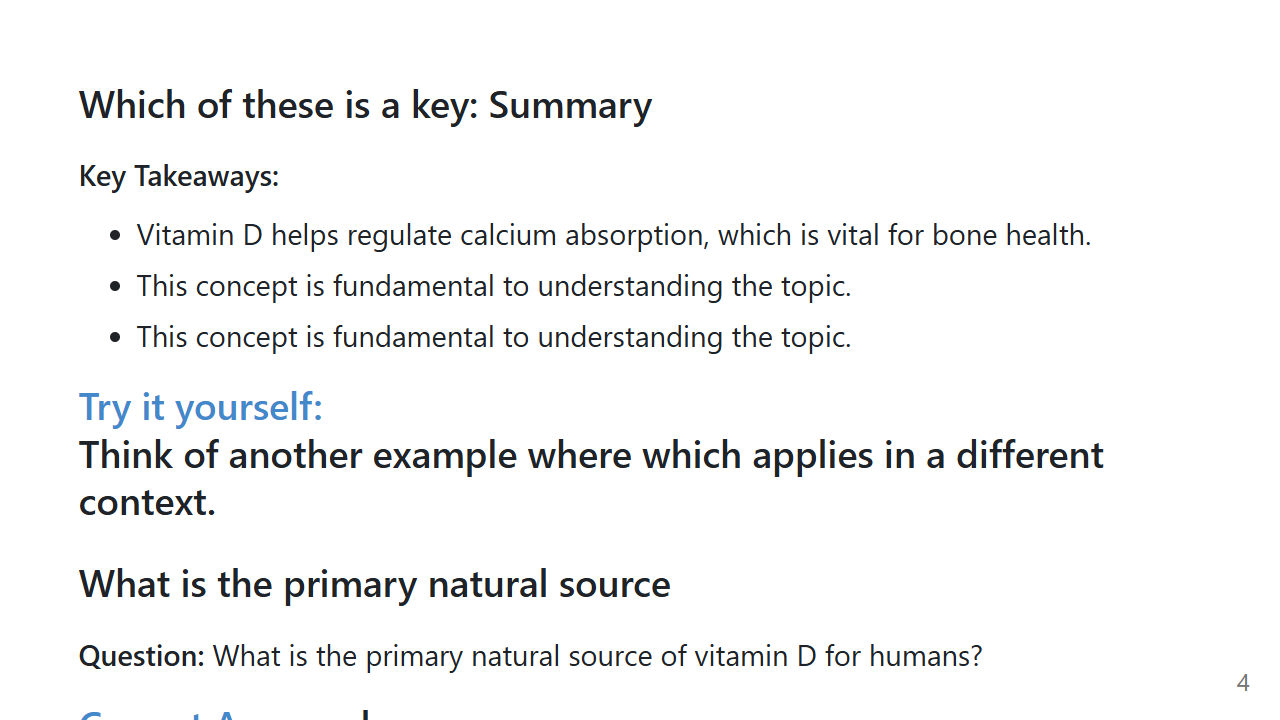 Which of these is a key: Summary
Key Takeaways:
• Vitamin D helps regulate calcium absorption, which is vital for bone health.
• This concept is fundamental to understanding the topic.
• This concept is fundamental to understanding the topic.
Try it yourself:
Think of another example where which applies in a different
context.
What is the primary natural source
Question: What is the primary natural source of vitamin D for humans?
4